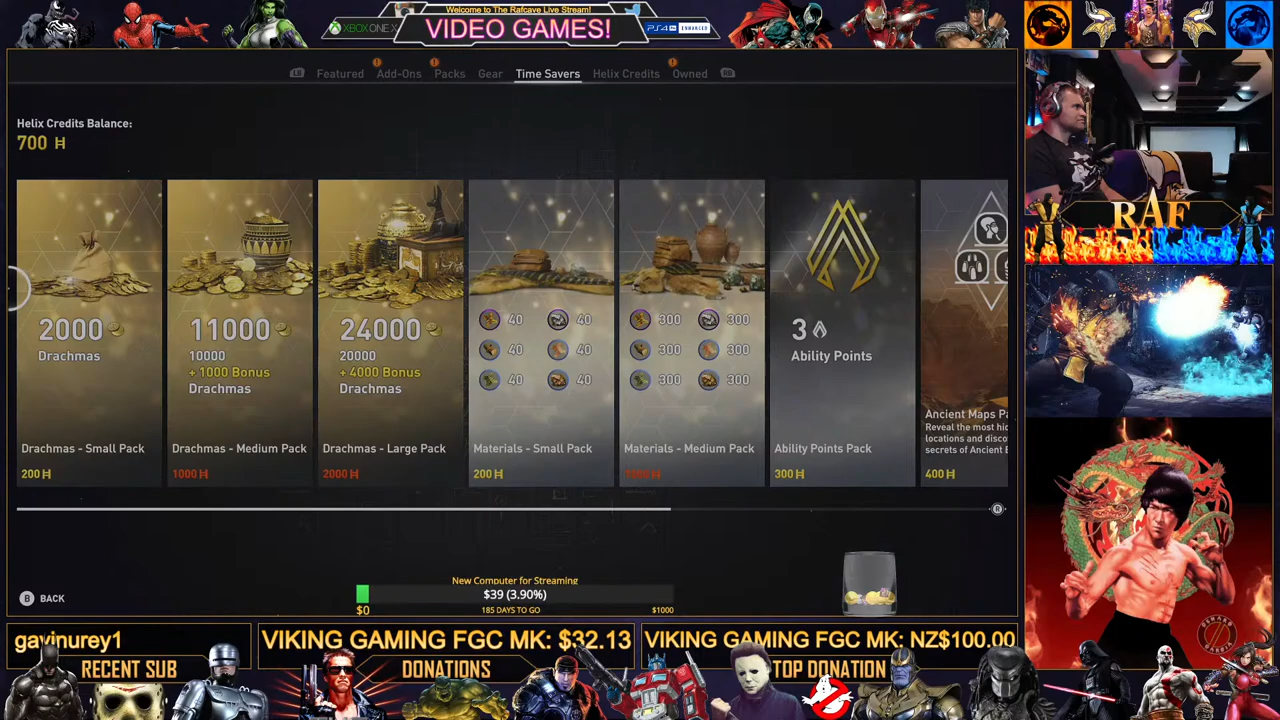 Welcome to The Rafcave Live Stream!
XBOX ONE X
VIDEO GAMES!
PS4 PRO ENHANCED
LB Featured Add-Ons Packs Gear Time Savers Helix Credits Owned RB
Helix Credits Balance:
700
2000
Drachmas
Drachmas - Small Pack
200
11000
10000
+ 1000 Bonus
Drachmas
Drachmas - Medium Pack
1000
24000
20000
+ 4000 Bonus
Drachmas
Drachmas - Large Pack
2000
40 40
40 40
40 40
Materials - Small Pack
200
300 300
300 300
300 300
Materials - Medium Pack
3
Ability Points
Ability Points Pack
300
Ancient Maps Pa
Reveal the most hid
locations and disco
secrets of Ancient E
400
R
B BACK
New Computer for Streaming
$39 (3.90%)
$0 185 DAYS TO GO $1000
RAF
gavinurey1
RECENT SUB
VIKING GAMING FGC MK: $32.13
DONATIONS
VIKING GAMING FGC MK: NZ$100.00
TOP DONATION